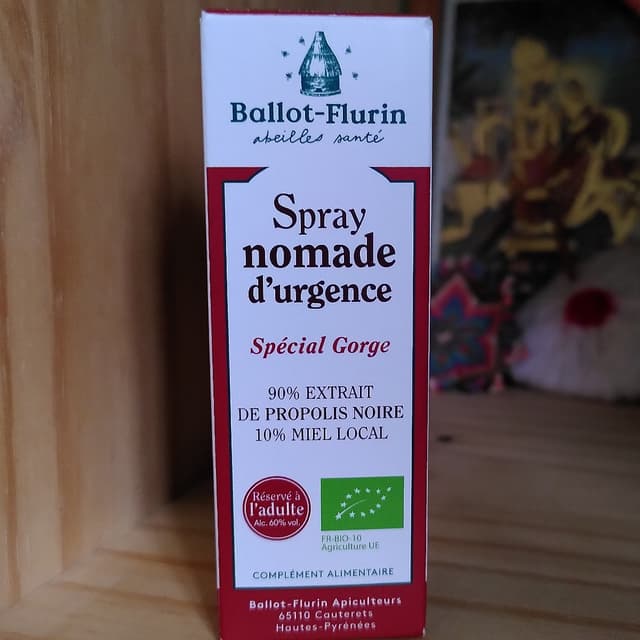 Ballot-Flurin
abeilles santé
Spray
nomade
d'urgence
Spécial Gorge
90% EXTRAIT
DE PROPOLIS NOIRE
10% MIEL LOCAL
Réservé à
l'adulte
Alc. 60% vol.
FR-BIO-10
Agriculture UE
COMPLÉMENT ALIMENTAIRE
Ballot-Flurin Apiculteurs
65110 Cauterets
Hautes-Pyrénées